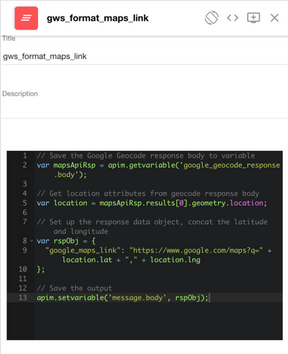 gws_format_maps_link
Title
gws_format_maps_link
Description
1 // Save the Google Geocode response body to variable
2 var mapsApiRsp = apim.getvariable('google_geocode_response
.body');
3
4 // Get location attributes from geocode response body
5 var location = mapsApiRsp.results[0].geometry.location;
6
7 // Set up the response data object, concat the latitude
and longitude
8 var rspObj = {
9 "google_maps_link": "https://www.google.com/maps?q=" +
location.lat + "," + location.lng
10 };
11
12 // Save the output
13 apim.setvariable('message.body', rspObj);